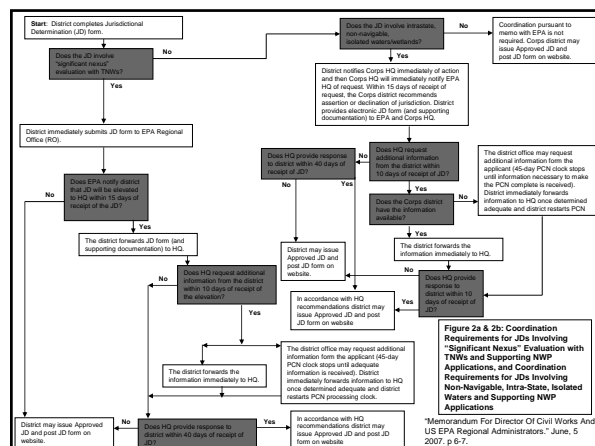 Start: District completes Jurisdictional
Determination (JD) form.
Does the JD involve
"significant nexus"
evaluation with TNWs?
No
Yes
Does the JD involve intrastate,
non-navigable,
isolated waters/wetlands?
No
Coordination pursuant to
memo with EPA is
not required. Corps district may
issue Approved JD and
post JD form on website.
Yes
District notifies Corps HQ immediately of action
and then Corps HQ will immediately notify EPA
HQ of request. Within 15 days of receipt of
request, the Corps district recommends
assertion or declination of jurisdiction. District
provides electronic JD form (and supporting
documentation) to EPA and Corps HQ.
District immediately submits JD form to EPA Regional
Office (RO).
Does HQ provide response
to district within 40 days of
receipt of JD?
No
Yes
No
Does HQ request
additional information
from the district within
10 days of receipt of JD?
Yes
The district office may request
additional information form the
applicant (45-day PCN clock stops
until information necessary to make
the PCN complete is received).
District immediately forwards
information to HQ once determined
adequate and district restarts PCN
Does EPA notify district
that JD will be elevated to
HQ within 15 days of
receipt of the JD?
No
Yes
Does the Corps district
have the information
available?
No
Yes
The district forwards JD form (and
supporting documentation) to HQ.
District may issue
Approved JD and
post JD form on
website.
The district forwards the
information immediately to HQ.
No
Does HQ provide
response to
district within 10
days of receipt of
JD?
Yes
Does HQ request additional
information from the district
within 10 days of receipt of
the elevation?
No
Yes
In accordance with HQ
recommendations district may
issue Approved JD and post
JD form on website
The district forwards the
information immediately to HQ.
The district office may request additional
information form the applicant (45-day
PCN clock stops until adequate
information is received). District
immediately forwards information to HQ
once determined adequate and district
restarts PCN processing clock.
Figure 2a & 2b: Coordination
Requirements for JDs Involving
"Significant Nexus" Evaluation with
TNWs and Supporting NWP
Applications, and Coordination
Requirements for JDs Involving
Non-Navigable, Intra-State, Isolated
Waters and Supporting NWP
Applications
District may issue Approved
JD and post JD form on
website.
No
Does HQ provide response to
district within 40 days of receipt of
JD?
Yes
In accordance with HQ
recommendations district may
issue Approved JD and post
JD form on website.
"Memorandum For Director Of Civil Works And
US EPA Regional Administrators." June, 5
2007. p 6-7.